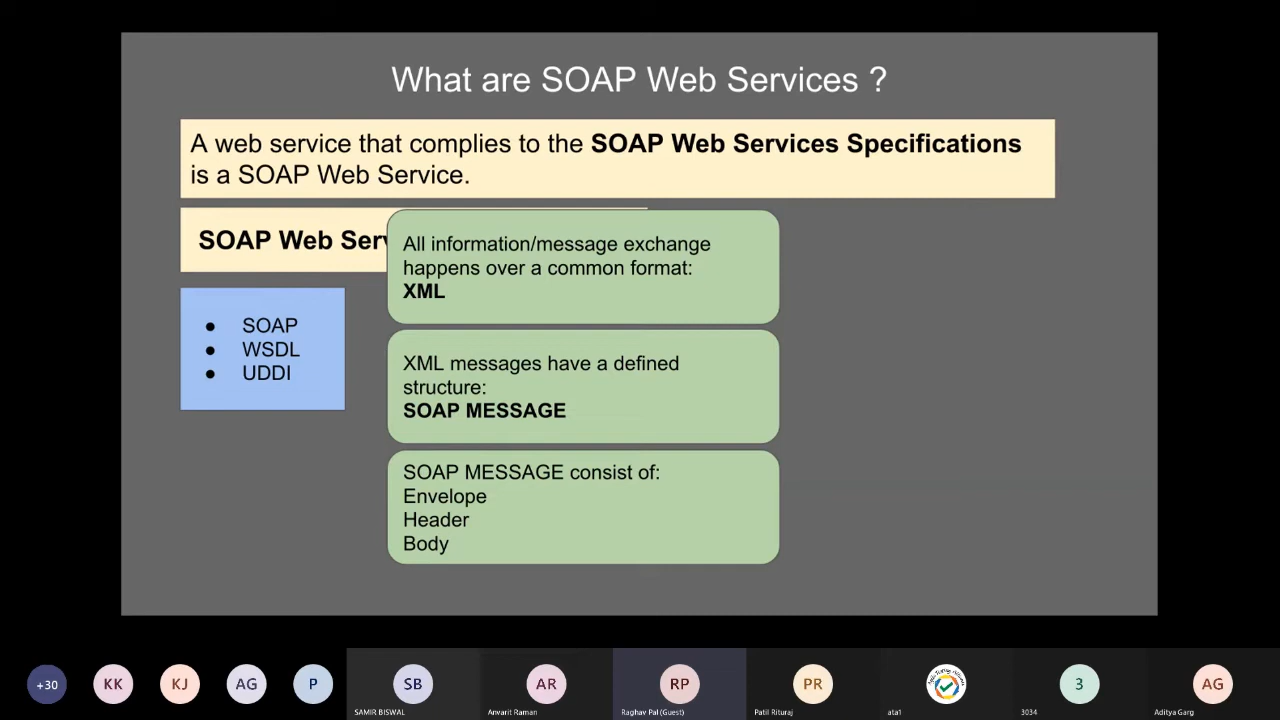 What are SOAP Web Services ?
A web service that complies to the SOAP Web Services Specifications
is a SOAP Web Service.
SOAP Web Serv
All information/message exchange
happens over a common format:
XML
● SOAP
● WSDL
● UDDI
XML messages have a defined
structure:
SOAP MESSAGE
SOAP MESSAGE consist of:
Envelope
Header
Body
+30
KK
KJ
AG
P
SB
AR
RP
PR
3
AG
SAMIR BISWAL
Anvarit Raman
Raghav Pal (Guest)
Patil Rituraj
ata1
3034
Aditya Garg